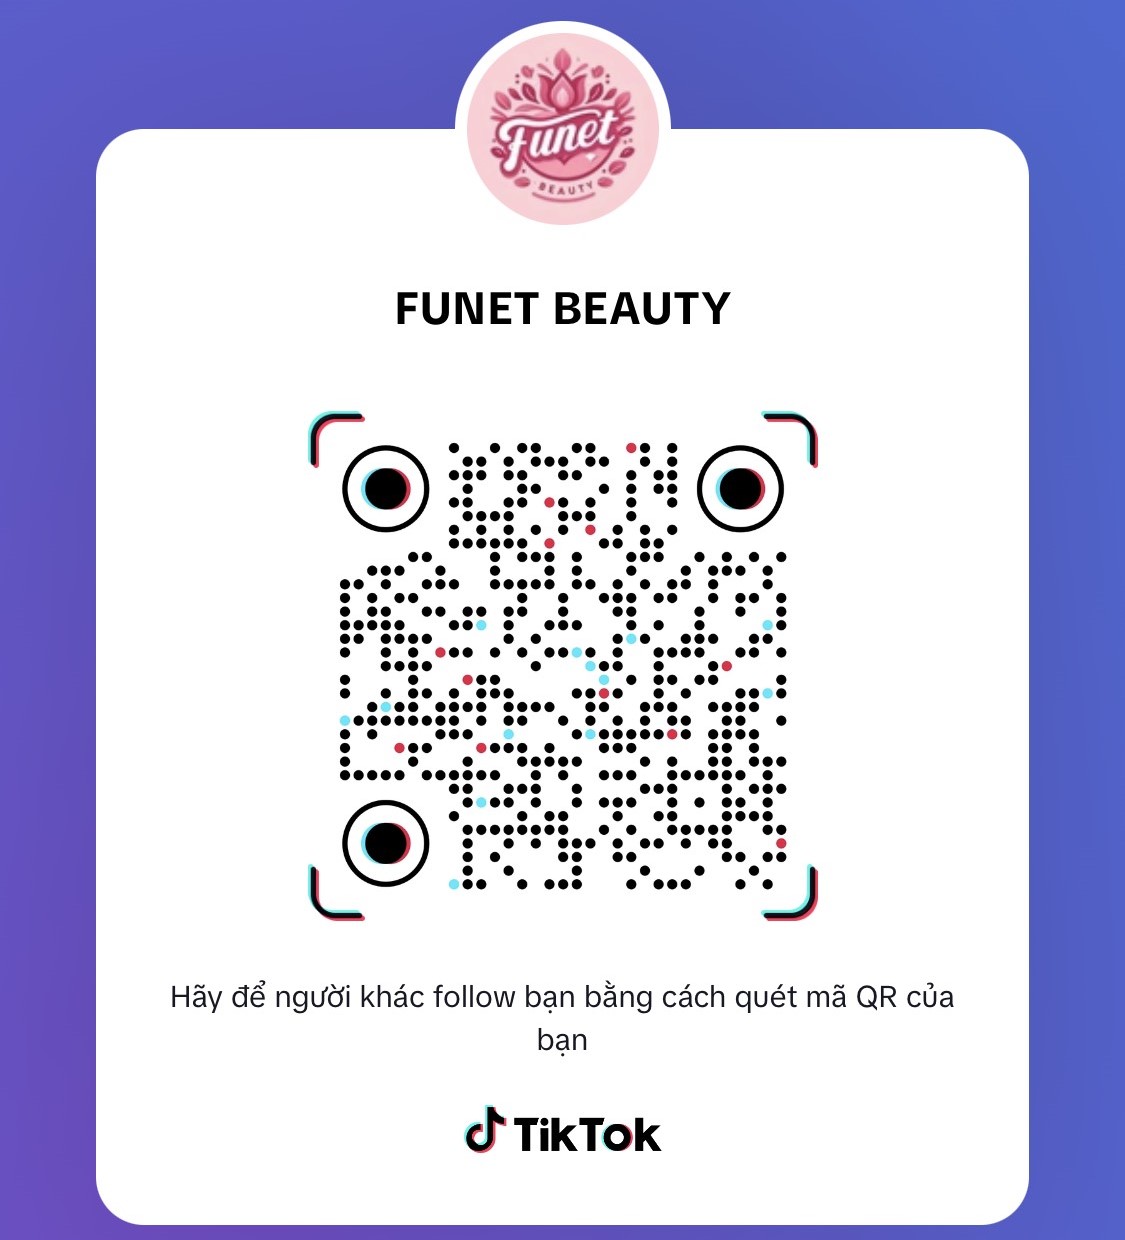 Funet
BEAUTY
FUNET BEAUTY
Hãy để người khác follow bạn bằng cách quét mã QR của
bạn
TikTok